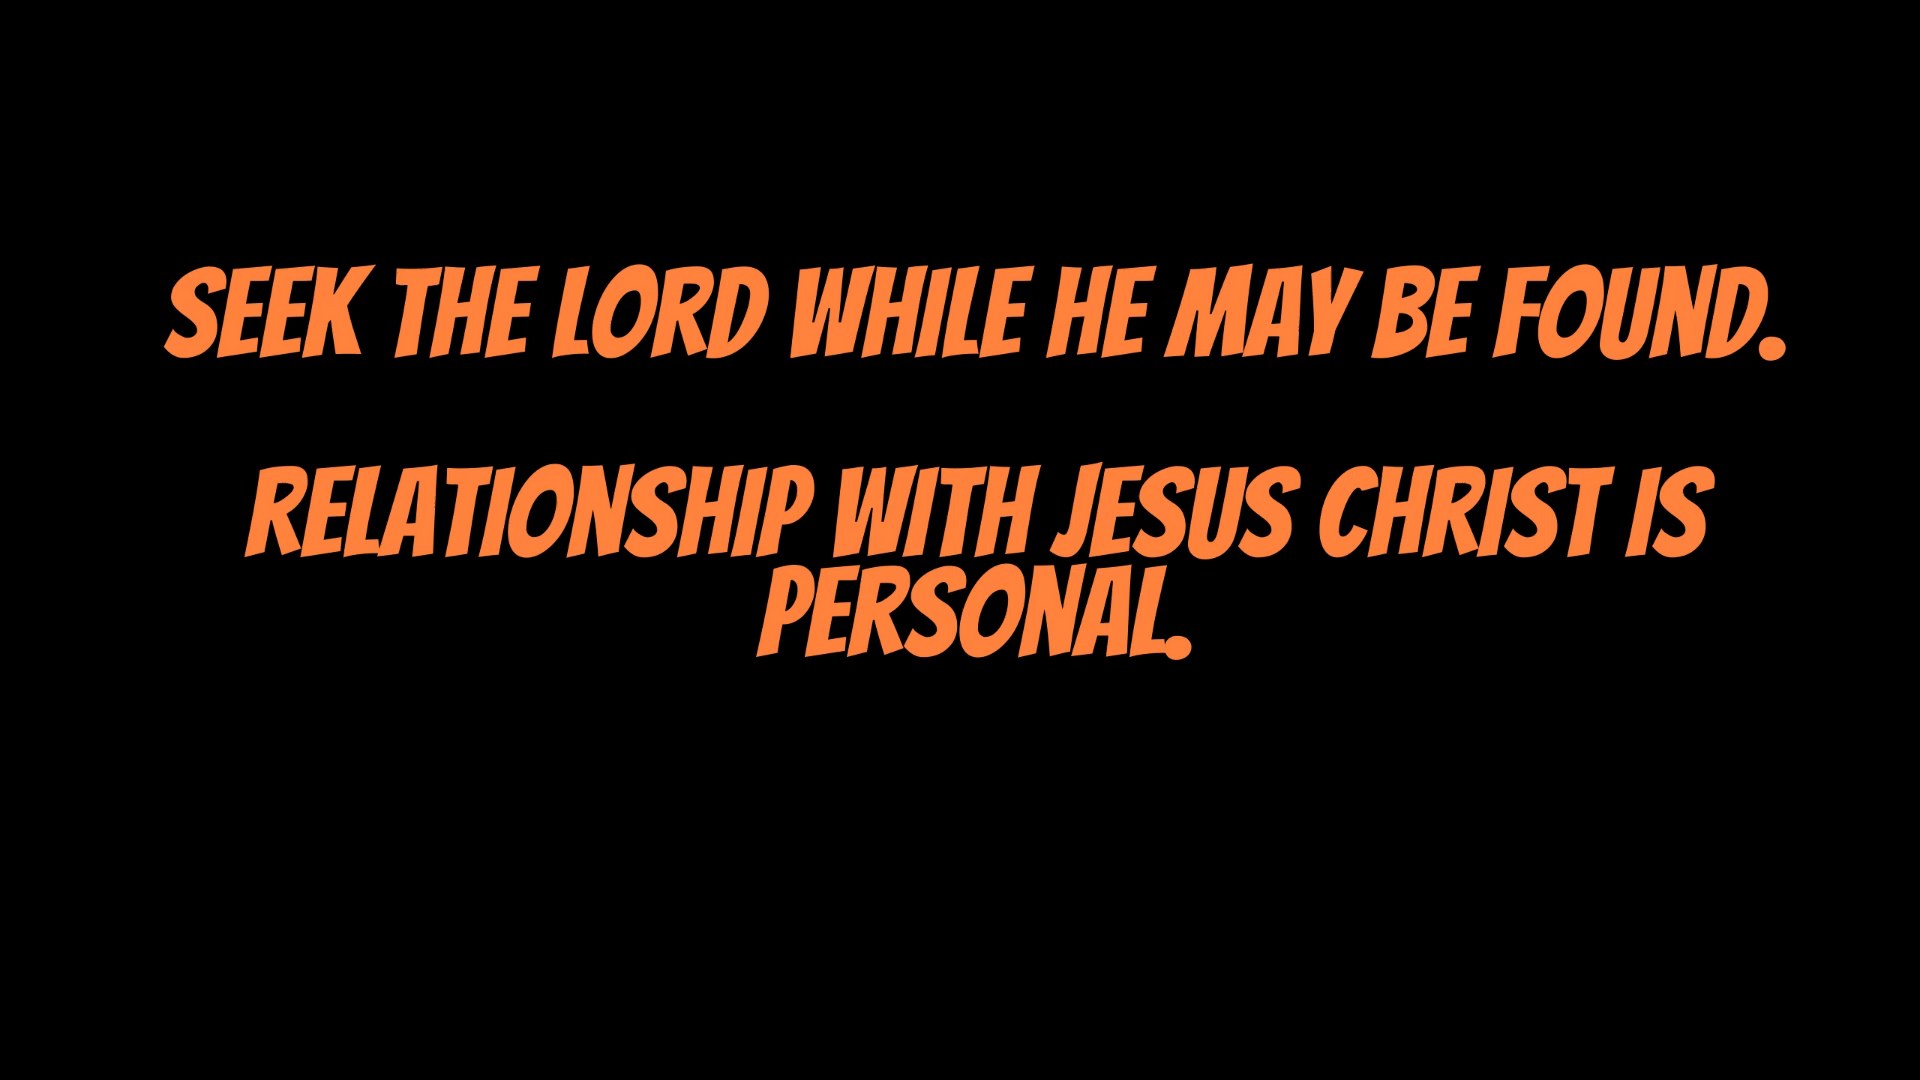 SEEK THE LORD WHILE HE MAY BE FOUND.
RELATIONSHIP WITH JESUS CHRIST IS
PERSONAL.